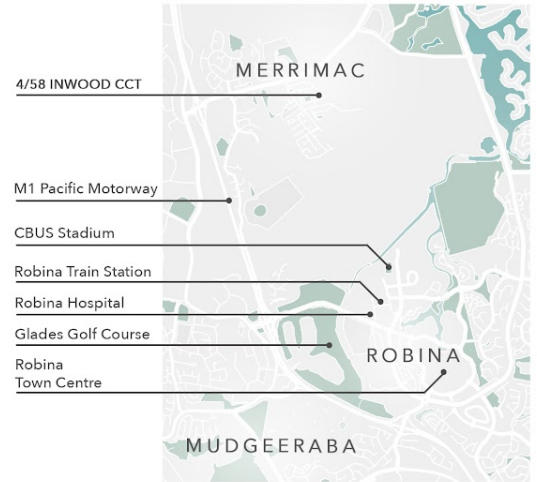 MERRIMAC
4/58 INWOOD CCT
M1 Pacific Motorway
CBUS Stadium
Robina Train Station
Robina Hospital
Glades Golf Course
ROBINA
Robina
Town Centre
MUDGEERABA